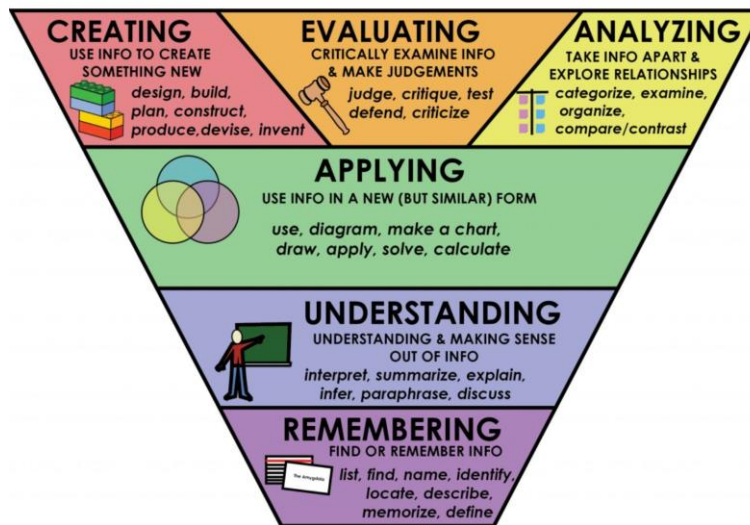 CREATING
USE INFO TO CREATE
SOMETHING NEW
design, build,
plan, construct,
produce,devise, invent
EVALUATING
CRITICALLY EXAMINE INFO
& MAKE JUDGEMENTS
judge, critique, test
defend, criticize
ANALYZING
TAKE INFO APART &
EXPLORE RELATIONSHIPS
categorize, examine,
organize,
compare/contrast
APPLYING
USE INFO IN A NEW (BUT SIMILAR) FORM
use, diagram, make a chart,
draw, apply, solve, calculate
UNDERSTANDING
UNDERSTANDING & MAKING SENSE
OUT OF INFO
interpret, summarize, explain,
infer, paraphrase, discuss
REMEMBERING
FIND OR REMEMBER INFO
The Amygdala
list, find, name, identify,
locate, describe,
memorize, define